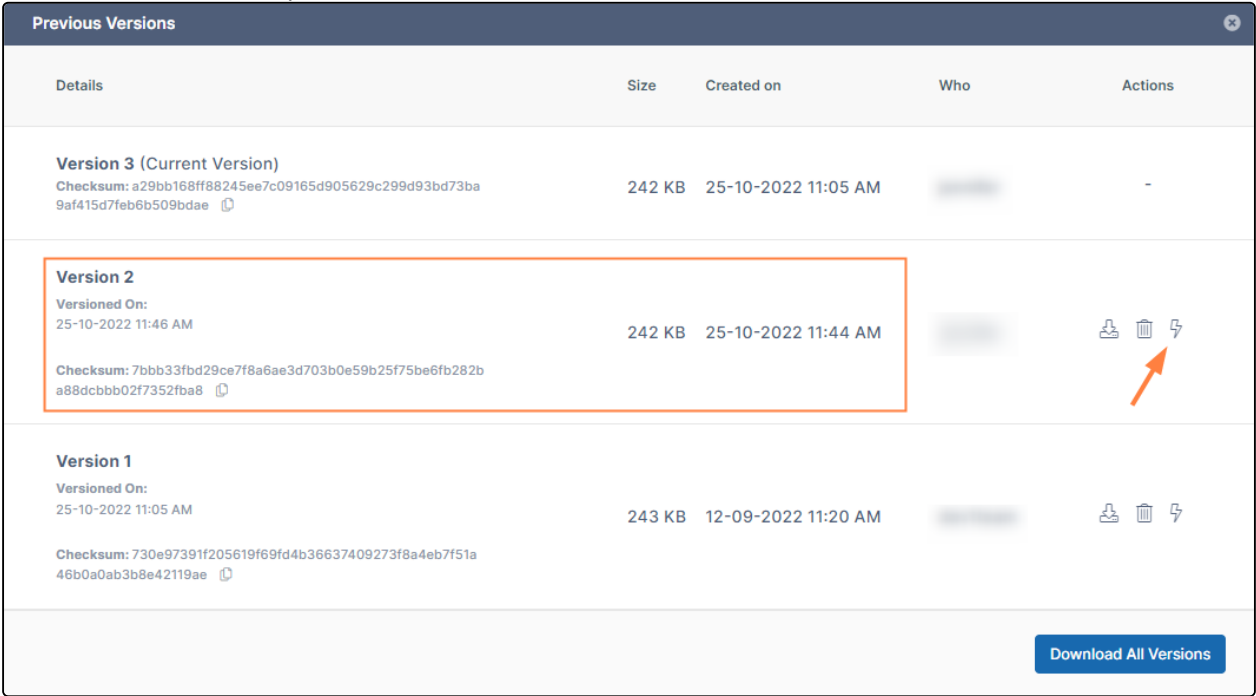 Previous Versions
Details Size Created on Who Actions
Version 3 (Current Version)
Checksum: a29bb168ff88245ee7c09165d905629c299d93bd73ba
9af415d7feb6b509bdae
242 KB 25-10-2022 11:05 AM -
Version 2
Versioned On:
25-10-2022 11:46 AM
242 KB 25-10-2022 11:44 AM
Checksum: 7bbb33fbd29ce7f8a6ae3d703b0e59b25f75be6fb282b
a88dcbbb02f7352fba8
Version 1
Versioned On:
25-10-2022 11:05 AM
243 KB 12-09-2022 11:20 AM
Checksum: 730e97391f205619f69fd4b36637409273f8a4eb7f51a
46b0a0ab3b8e42119ae
Download All Versions